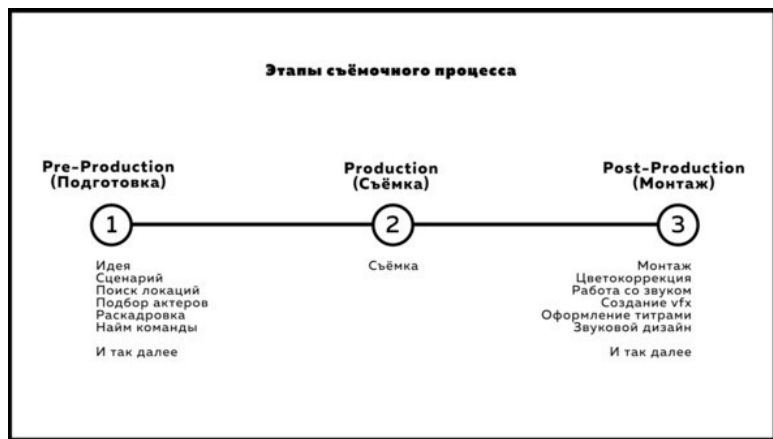 Этапы съёмочного процесса
Pre-Production
(Подготовка)
1
Идея
Сценарий
Поиск локаций
Подбор актеров
Раскадровка
Найм команды
И так далее
Production
(Съёмка)
2
Съёмка
Post-Production
(Монтаж)
3
Монтаж
Цветокоррекция
Работа со звуком
Создание vfx
Оформление титрами
Звуковой дизайн
И так далее